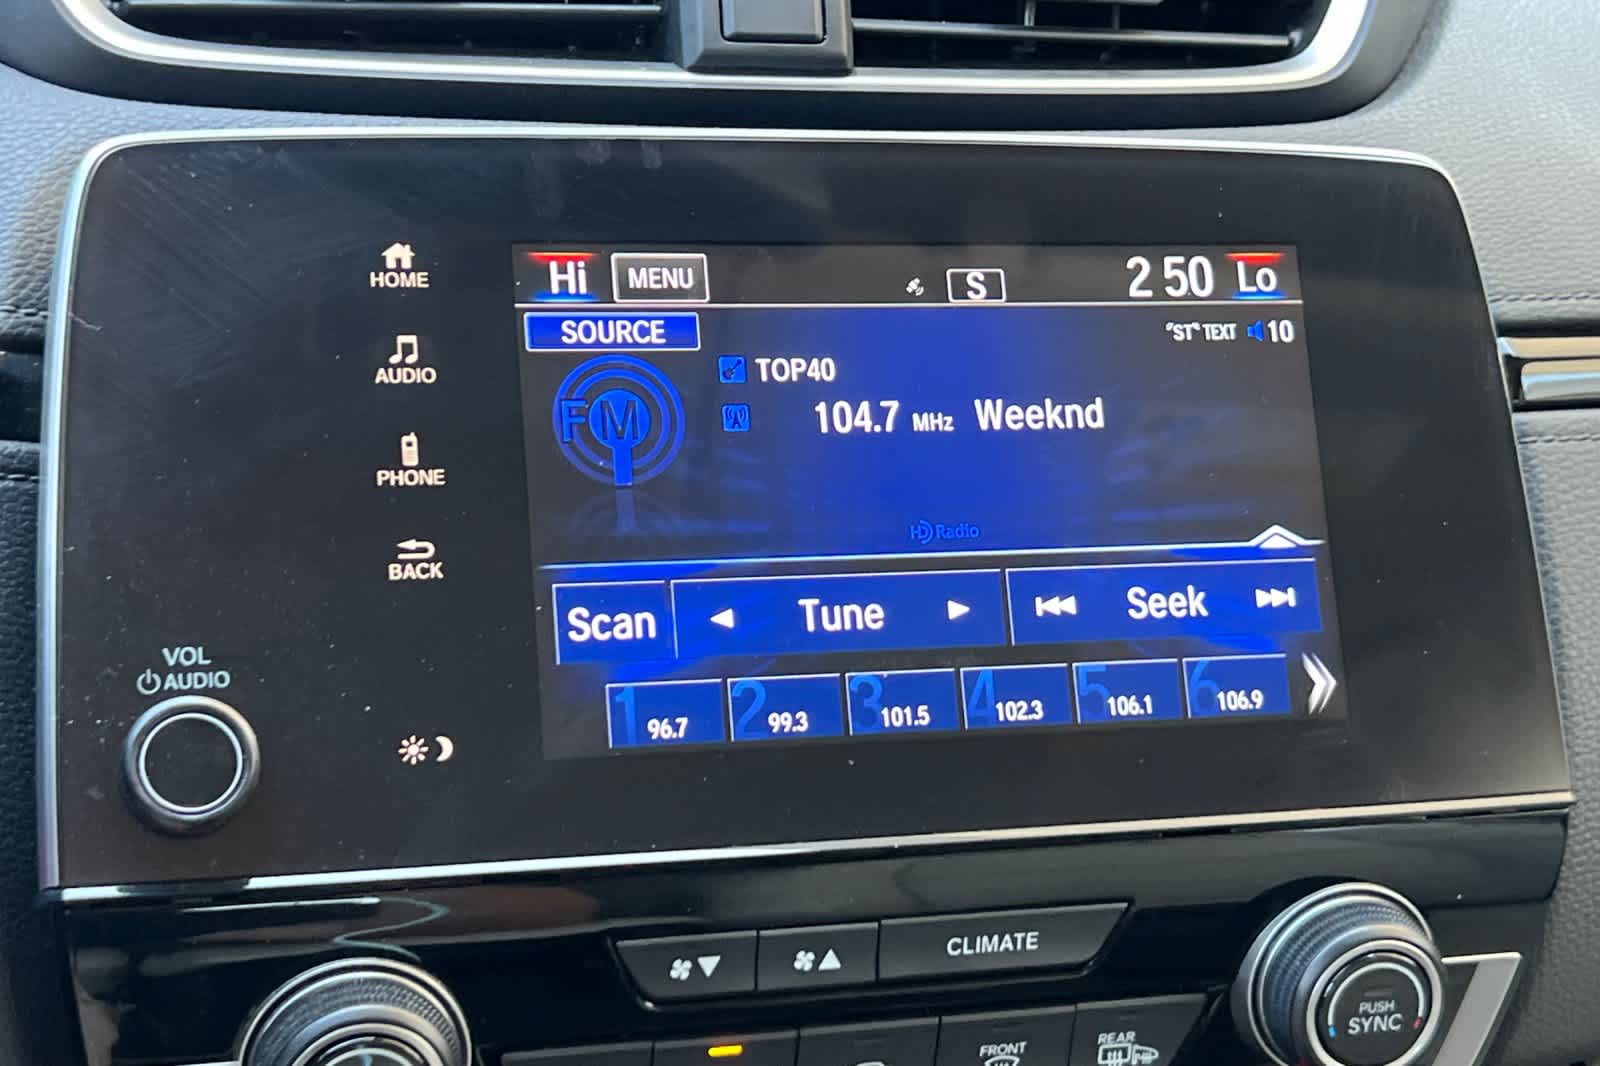 HOME
AUDIO
PHONE
BACK
VOL
AUDIO
Hi MENU S 2 50 Lo
SOURCE "ST" TEXT 10
FM
TOP40
104.7 MHz Weeknd
HD Radio
Scan Tune Seek
1 96.7 2 99.3 3 101.5 4 102.3 5 106.1 6 106.9
CLIMATE
PUSH
SYNC
FRONT
REAR